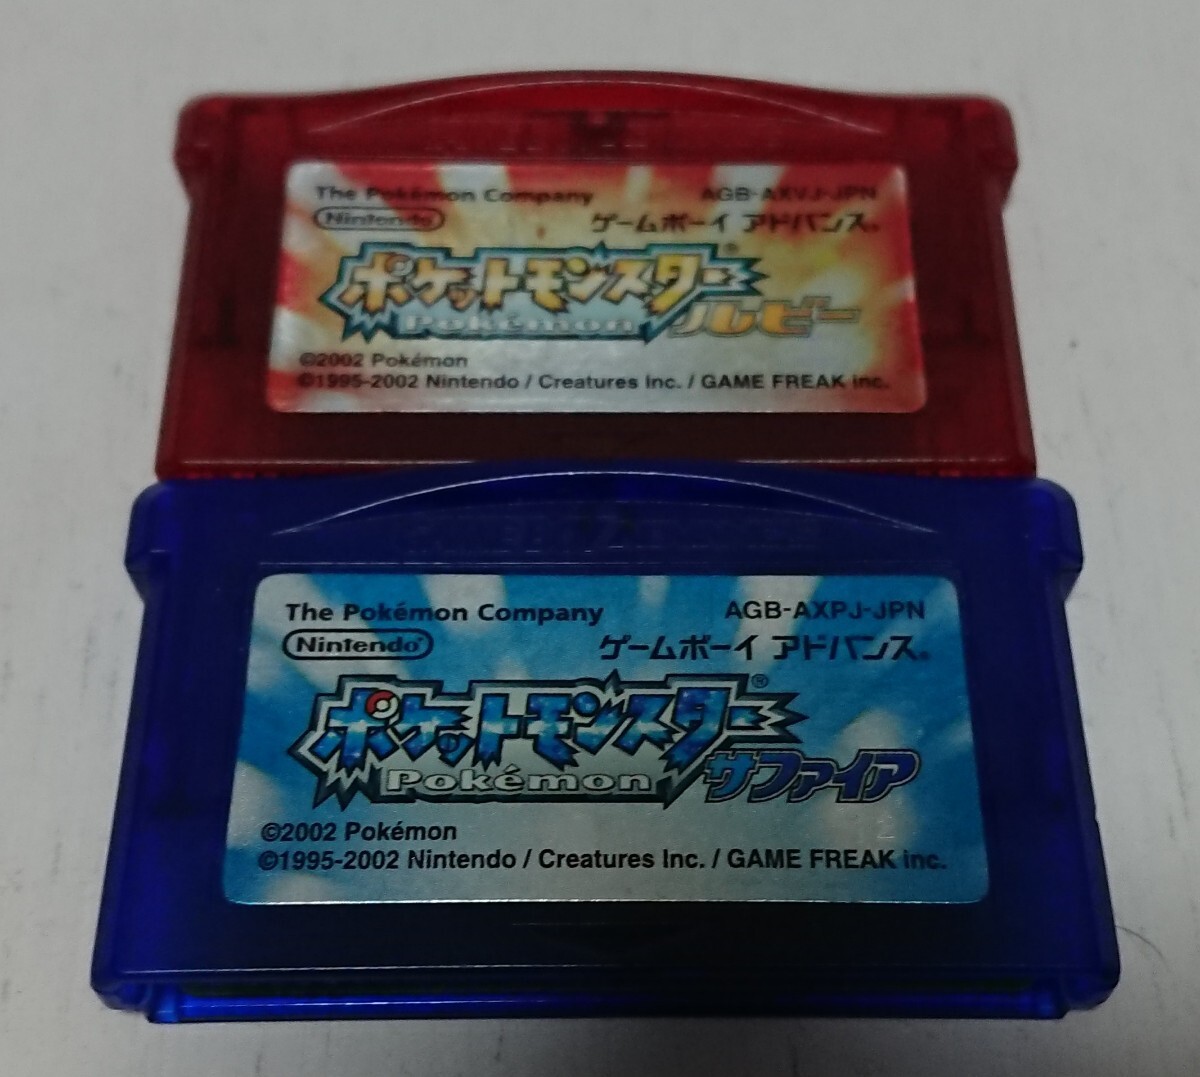 The Pokémon Company
AGB-AXVJ-JPN
Nintendo
ゲームボーイ アドバンス®
ポケットモンスター®
Pokémon
ルビー
©2002 Pokémon
©1995-2002 Nintendo / Creatures Inc. / GAME FREAK inc.
GAME BOY ADVANCE
The Pokémon Company
AGB-AXPJ-JPN
Nintendo®
ゲームボーイ アドバンス®
ポケットモンスター®
Pokémon
サファイア
12
©2002 Pokémon
©1995-2002 Nintendo / Creatures Inc. / GAME FREAK inc.